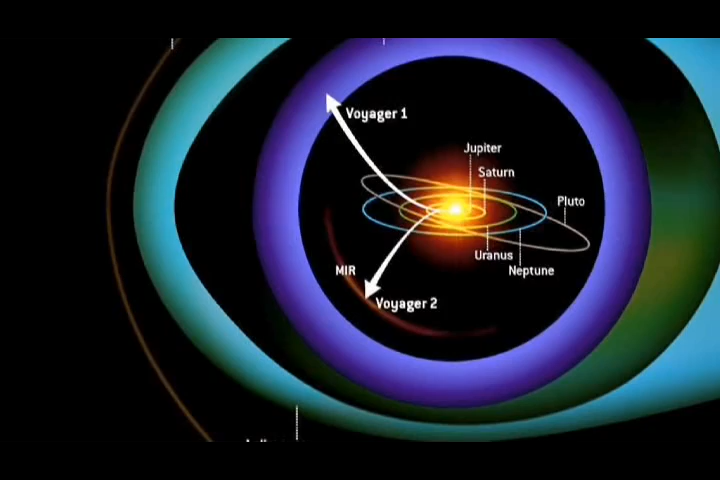 Voyager 1
Jupiter
Saturn
Pluto
Uranus
Neptune
MIR
Voyager 2